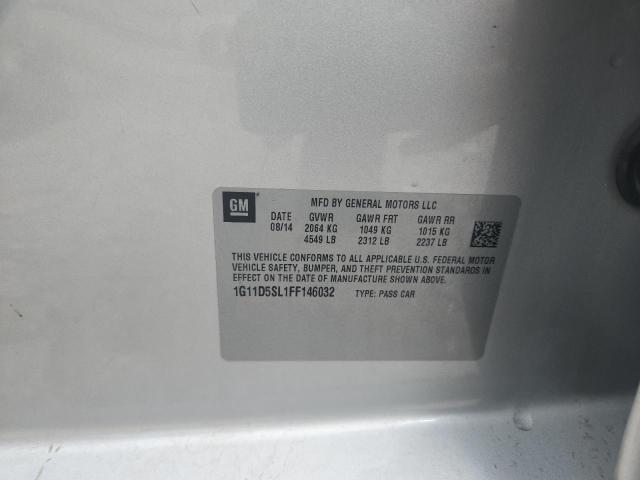 GM
MFD BY GENERAL MOTORS LLC
DATE GVWR GAWR FRT GAWR RR
08/14 2064 KG 1049 KG 1015 KG
4549 LB 2312 LB 2237 LB
THIS VEHICLE CONFORMS TO ALL APPLICABLE U.S. FEDERAL MOTOR
VEHICLE SAFETY, BUMPER, AND THEFT PREVENTION STANDARDS IN
EFFECT ON THE DATE OF MANUFACTURE SHOWN ABOVE.
1G11D5SL1FF146032 TYPE: PASS CAR